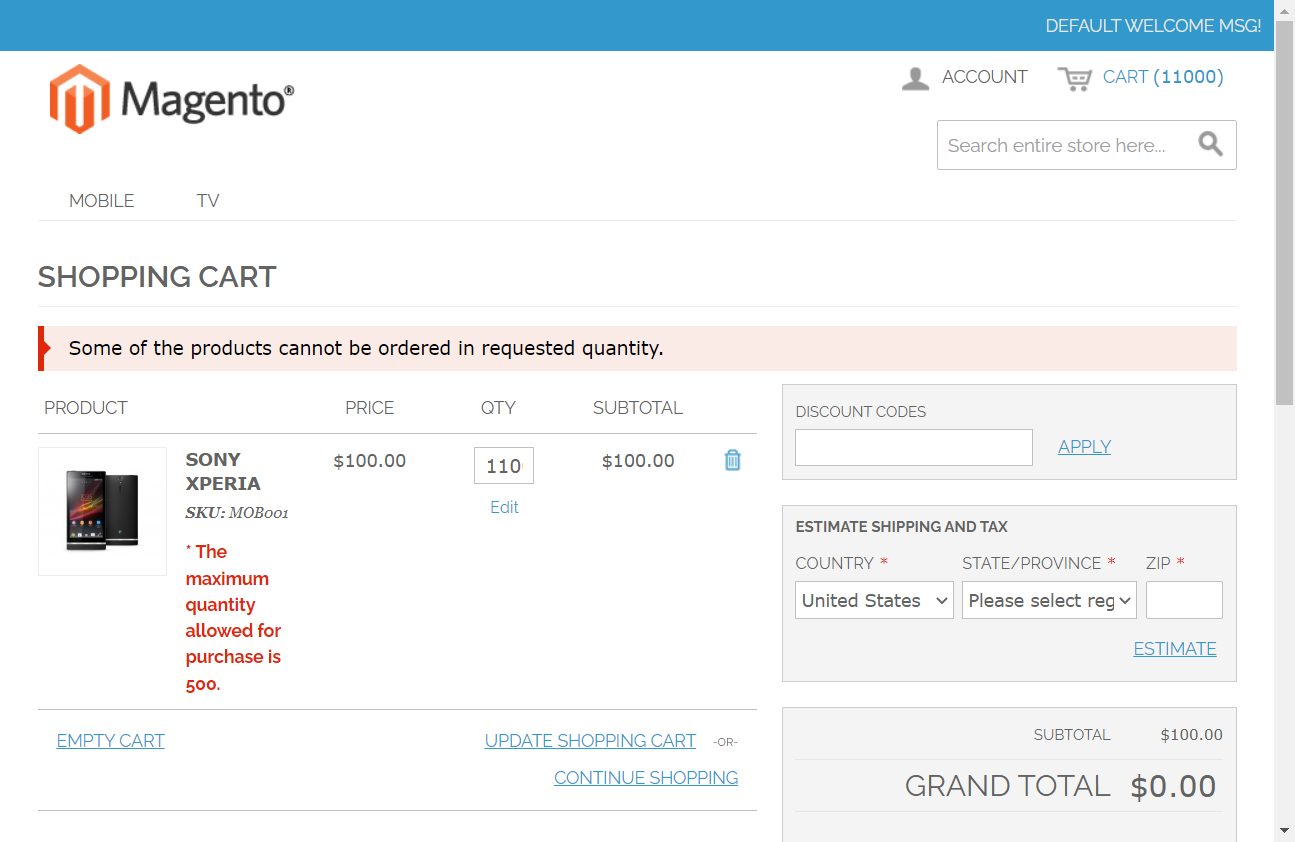 DEFAULT WELCOME MSG!
Magento®
ACCOUNT
CART (11000)
Search entire store here...
MOBILE
TV
SHOPPING CART
Some of the products cannot be ordered in requested quantity.
PRODUCT PRICE QTY SUBTOTAL
SONY XPERIA
SKU: MOB001
* The
maximum
quantity
allowed for
purchase is
500.
$100.00
110
Edit
$100.00
EMPTY CART
UPDATE SHOPPING CART -OR-
CONTINUE SHOPPING
DISCOUNT CODES
APPLY
ESTIMATE SHIPPING AND TAX
COUNTRY * STATE/PROVINCE * ZIP *
United States Please select reg
ESTIMATE
SUBTOTAL $100.00
GRAND TOTAL $0.00